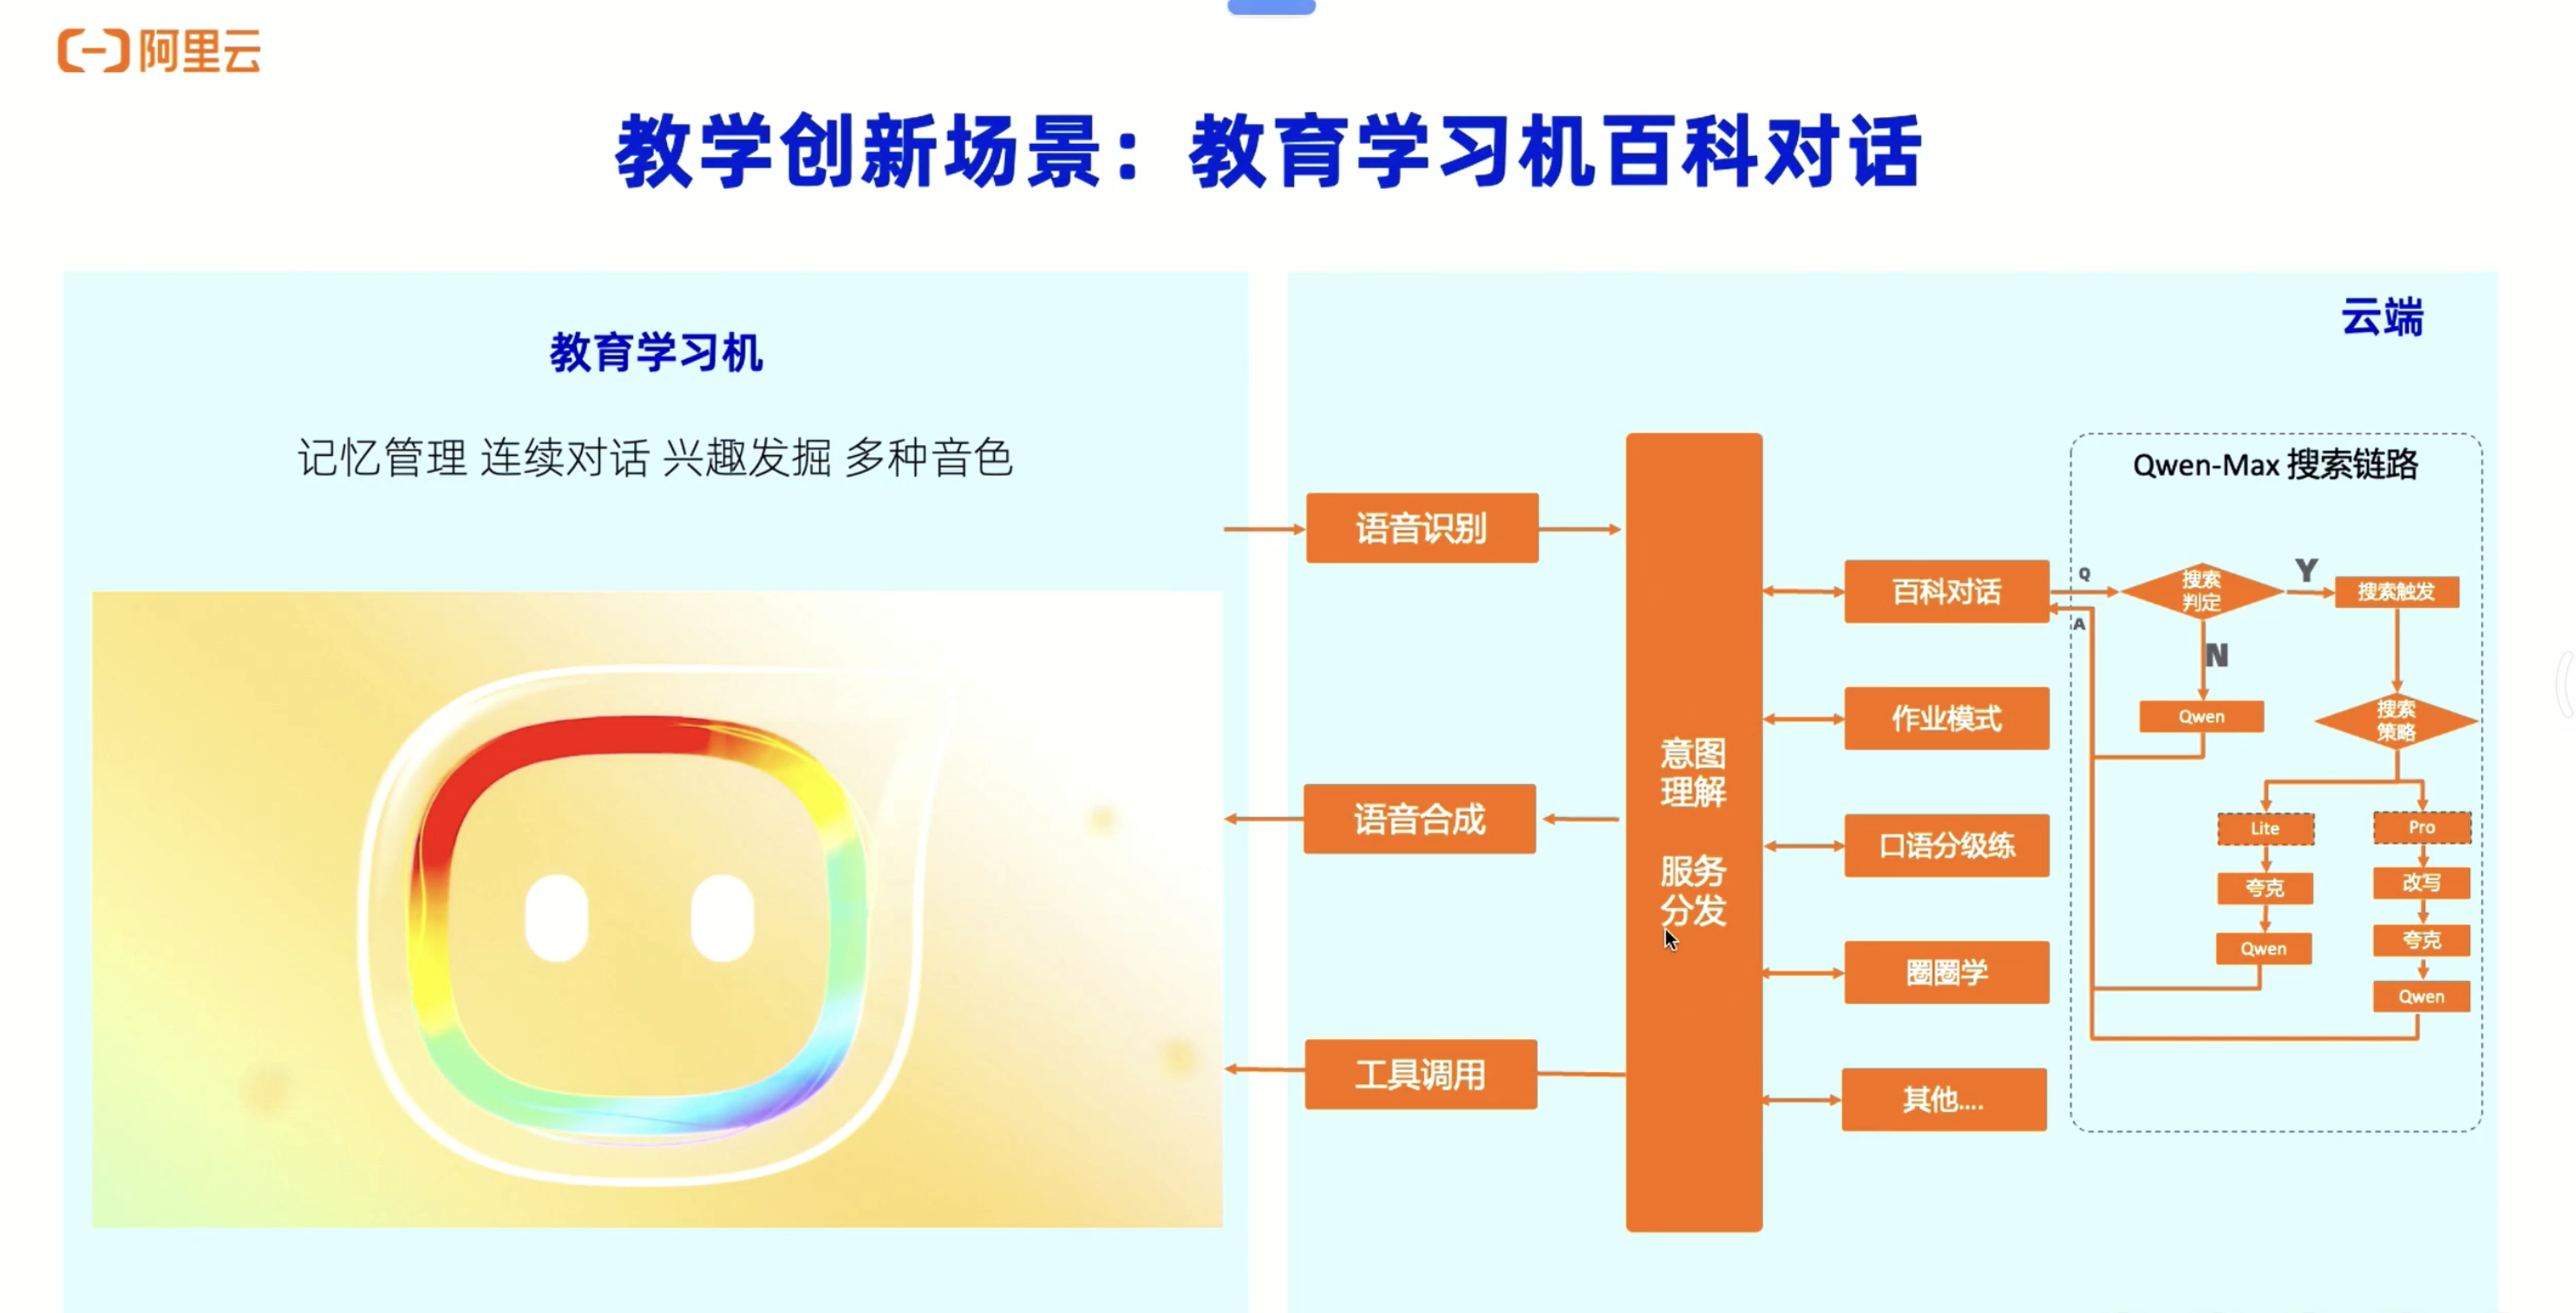 阿里云
教学创新场景：教育学习机百科对话
教育学习机
记忆管理 连续对话 兴趣发掘 多种音色
云端
语音识别
语音合成
工具调用
意图
理解
服务
分发
百科对话
作业模式
口语分级练
圈圈学
其他....
Qwen-Max 搜索链路
Q
A
搜索
判定
Y
搜索触发
N
Qwen
搜索
策略
Lite
夸克
Qwen
Pro
改写
夸克
Qwen